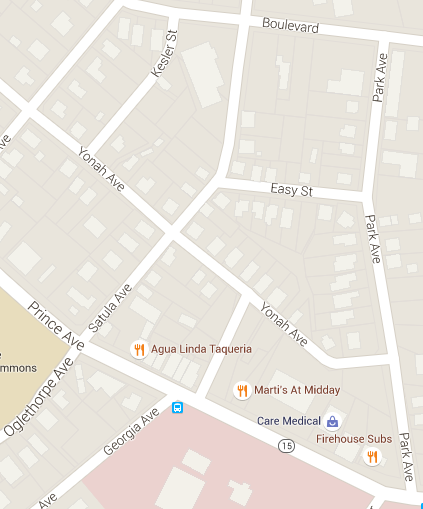 Boulevard
Kesler St
Park Ave
Yonah Ave
Easy St
Park Ave
Satula Ave
Prince Ave
Yonah Ave
Agua Linda Taqueria
e
mmons
Oglethorpe Ave
Marti's At Midday
Georgia Ave
Care Medical
Firehouse Subs
15
Park Ave
Ave
e